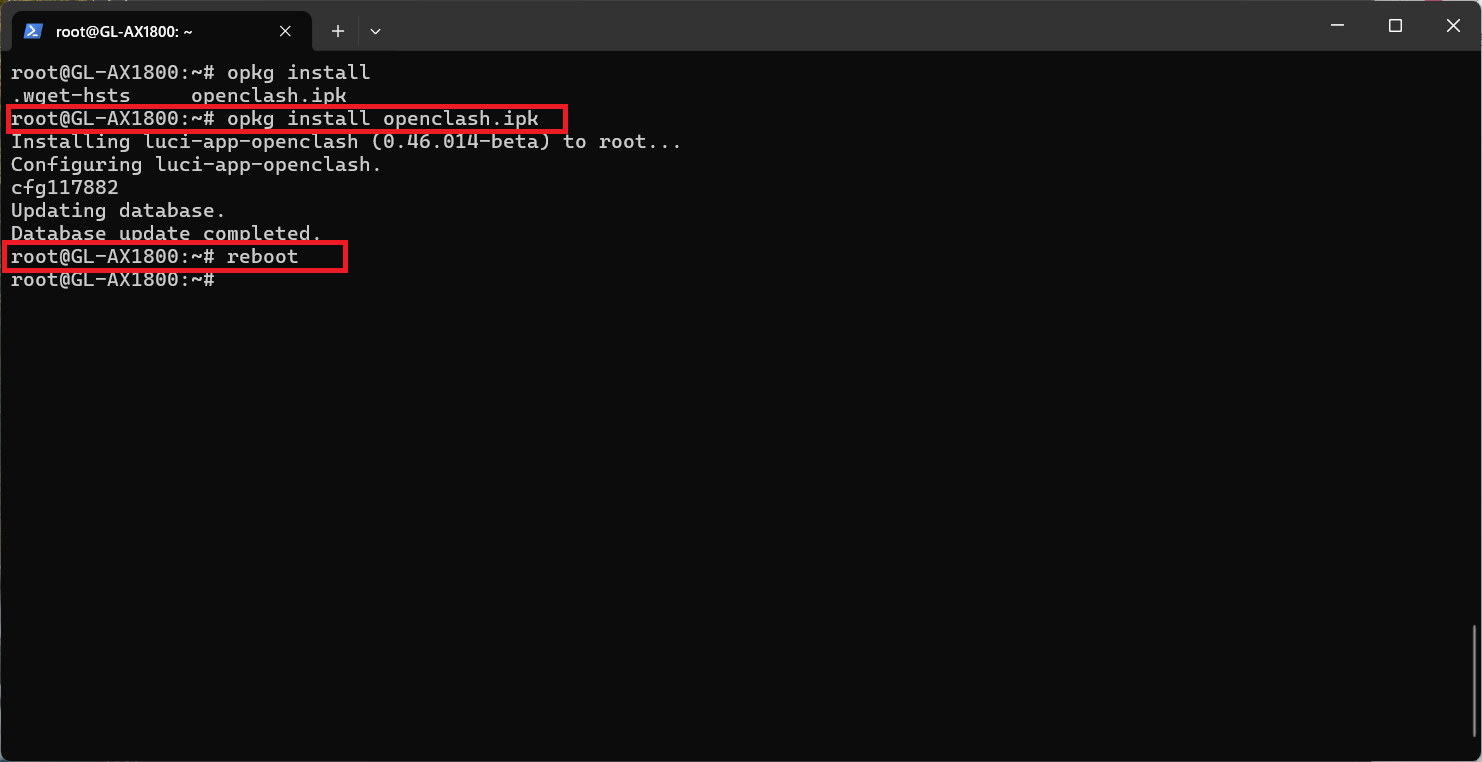 root@GL-AX1800: ~
root@GL-AX1800:~# opkg install
.wget-hsts     openclash.ipk
root@GL-AX1800:~# opkg install openclash.ipk
Installing luci-app-openclash (0.46.014-beta) to root...
Configuring luci-app-openclash.
cfg117882
Updating database.
Database update completed.
root@GL-AX1800:~# reboot
root@GL-AX1800:~#